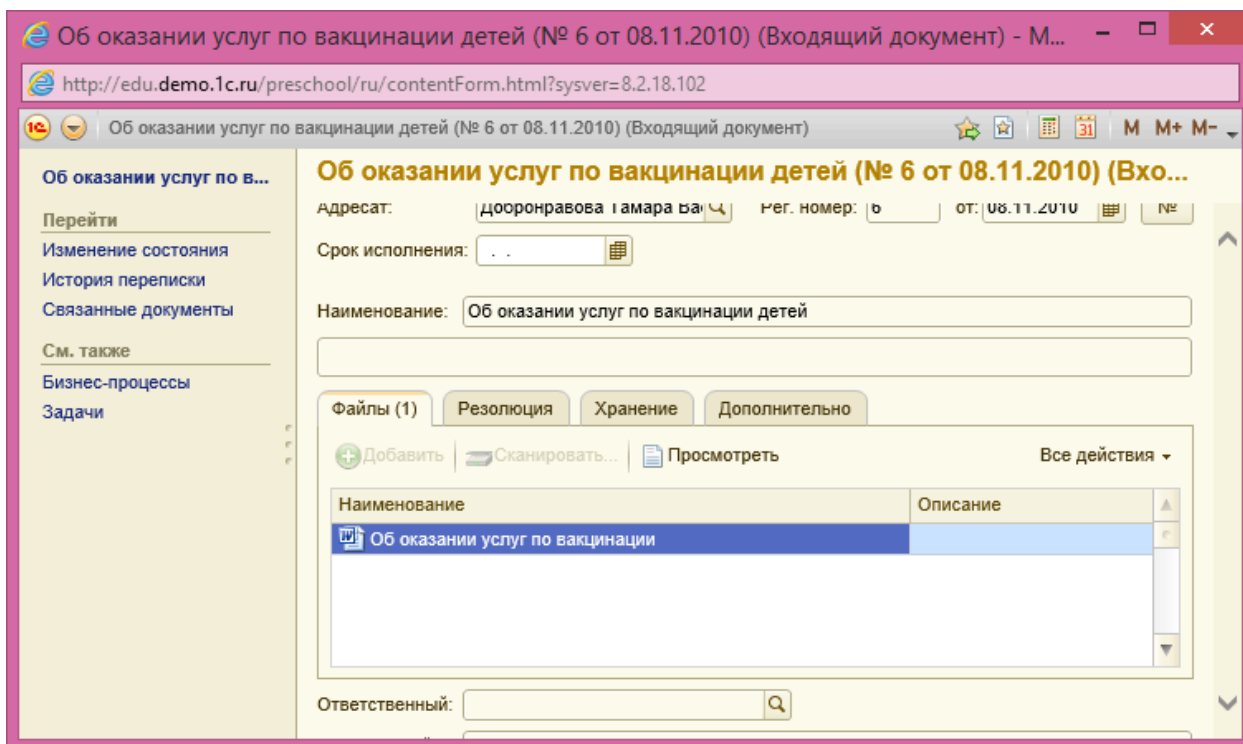 Об оказании услуг по вакцинации детей (№ 6 от 08.11.2010) (Входящий документ) - М...
http://edu.demo.1c.ru/preschool/ru/contentForm.html?sysver=8.2.18.102
Об оказании услуг по вакцинации детей (№ 6 от 08.11.2010) (Входящий документ) 31 M M+ M-
Об оказании услуг по в...
Перейти
Изменение состояния
История переписки
Связанные документы
См. также
Бизнес-процессы
Задачи
Об оказании услуг по вакцинации детей (№ 6 от 08.11.2010) (Вхо...
Адресат: Добронравова Тамара Ва Рег. номер: 6 от: 08.11.2010 №
Срок исполнения: . .
Наименование: Об оказании услуг по вакцинации детей
Файлы (1) Резолюция Хранение Дополнительно
Добавить Сканировать... Просмотреть Все действия
Наименование Описание
Об оказании услуг по вакцинации
Ответственный: